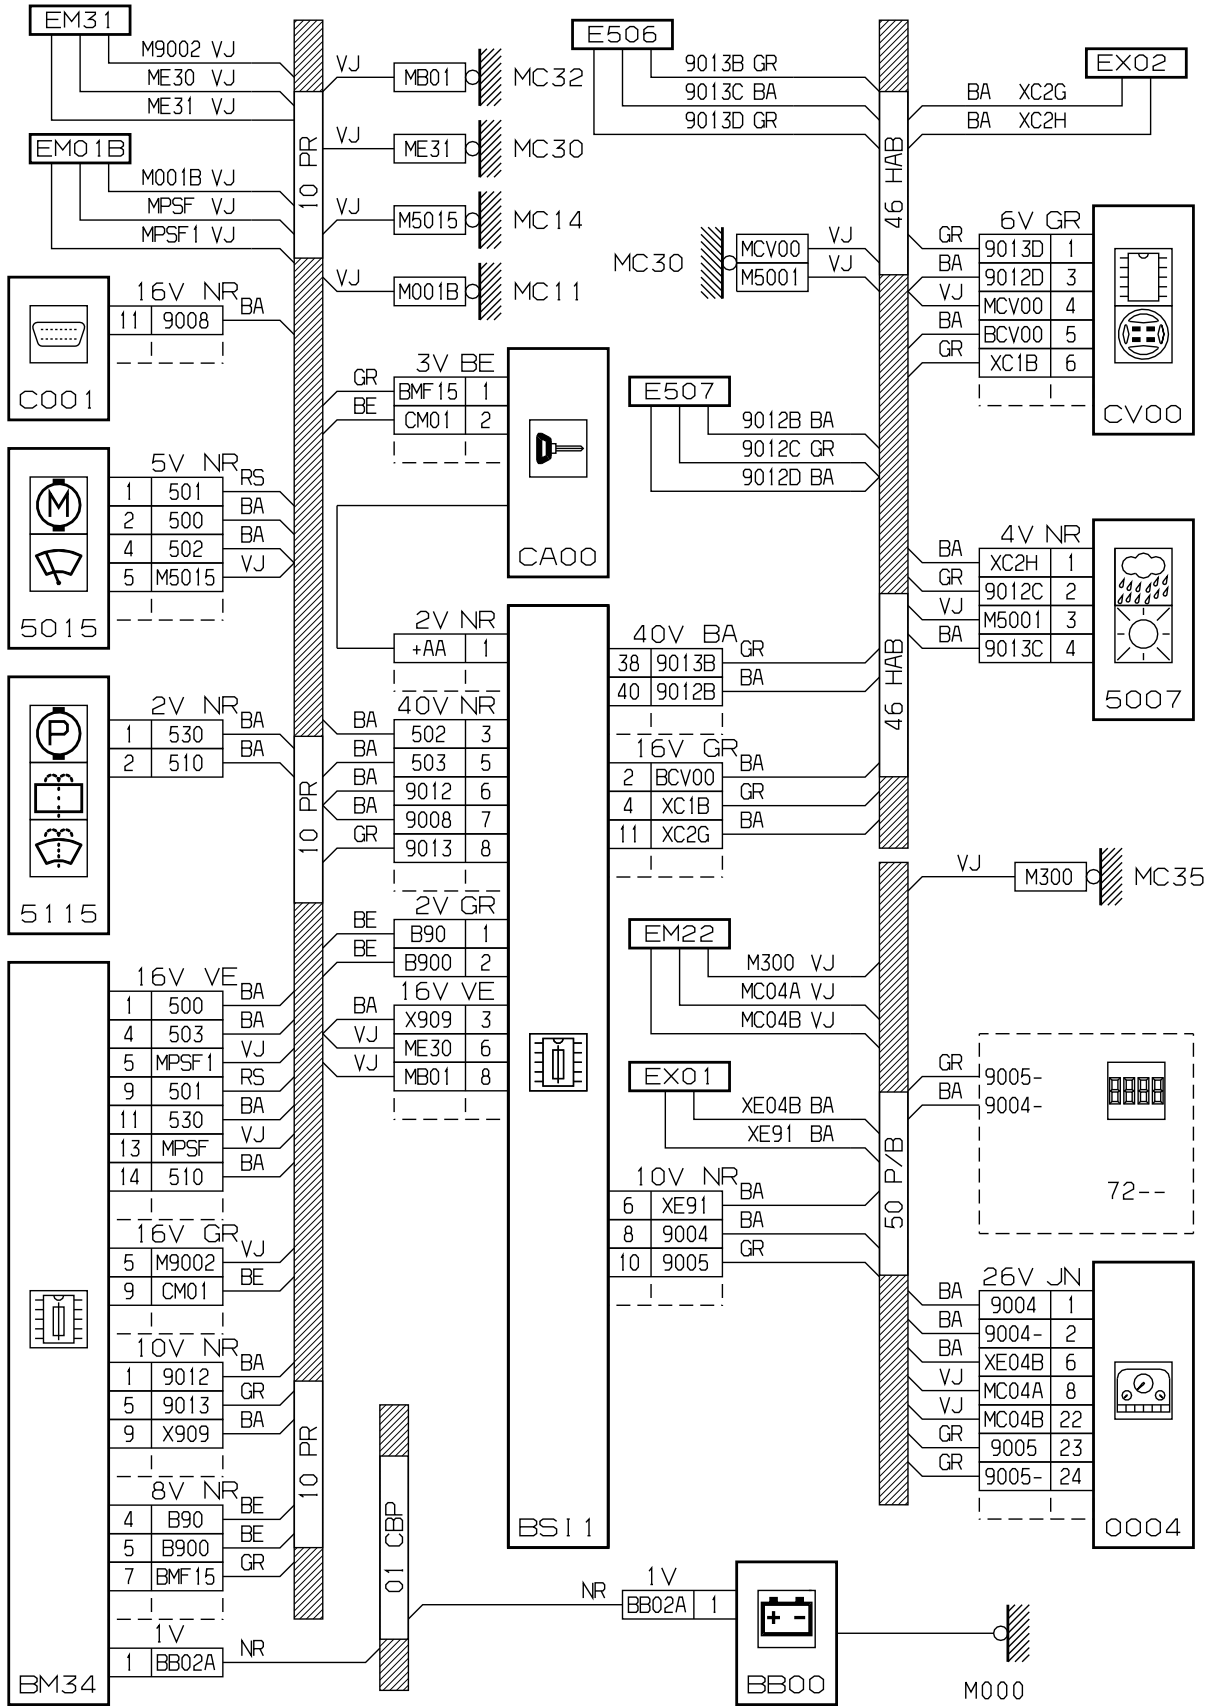 EM31
M9002 VJ
ME30 VJ
ME31 VJ
EM01B
M001B VJ
MPSF VJ
MPSF1 VJ
16V NR
11 9008 BA
C001
5V NR
1 501 RS
2 500 BA
4 502 BA
5 M5015 VJ
5015
2V NR
1 530 BA
2 510 BA
5115
16V VE
1 500 BA
4 503 BA
5 MPSF1 VJ
9 501 RS
11 530 BA
13 MPSF VJ
14 510 BA
16V GR
5 M9002 VJ
9 CM01 BE
10V NR
1 9012 BA
5 9013 GR
9 X909 BA
8V NR
4 B90 BE
5 B900 BE
7 BMF15 GR
1V
1 BB02A NR
BM34
10 PR
10 PR
10 PR
VJ MB01 MC32
VJ ME31 MC30
VJ M5015 MC14
VJ M001B MC11
3V BE
GR BMF15 1
BE CM01 2
CA00
2V NR
+AA 1
40V NR
BA 502 3
BA 503 5
BA 9012 6
BA 9008 7
GR 9013 8
2V GR
BE B90 1
BE B900 2
16V VE
BA X909 3
VJ ME30 6
VJ MB01 8
BSI1
01 CBP
E506
9013B GR
9013C BA
9013D GR
MC30 MCV00 VJ
M5001 VJ
E507
9012B BA
9012C GR
9012D BA
40V BA
38 9013B GR
40 9012B BA
16V GR
2 BCV00 BA
4 XC1B GR
11 XC2G BA
EM22
M300 VJ
MC04A VJ
MC04B VJ
EX01
XE04B BA
XE91 BA
10V NR
6 XE91 BA
8 9004 BA
10 9005 GR
46 HAB
46 HAB
50 P/B
EX02
BA XC2G
BA XC2H
6V GR
GR 9013D 1
BA 9012D 3
VJ MCV00 4
BA BCV00 5
GR XC1B 6
CV00
4V NR
BA XC2H 1
GR 9012C 2
VJ M5001 3
BA 9013C 4
5007
VJ M300 MC35
GR 9005-
BA 9004-
72--
26V JN
BA 9004 1
BA 9004- 2
BA XE04B 6
VJ MC04A 8
VJ MC04B 22
GR 9005 23
GR 9005- 24
0004
1V
NR BB02A 1
BB00
M000